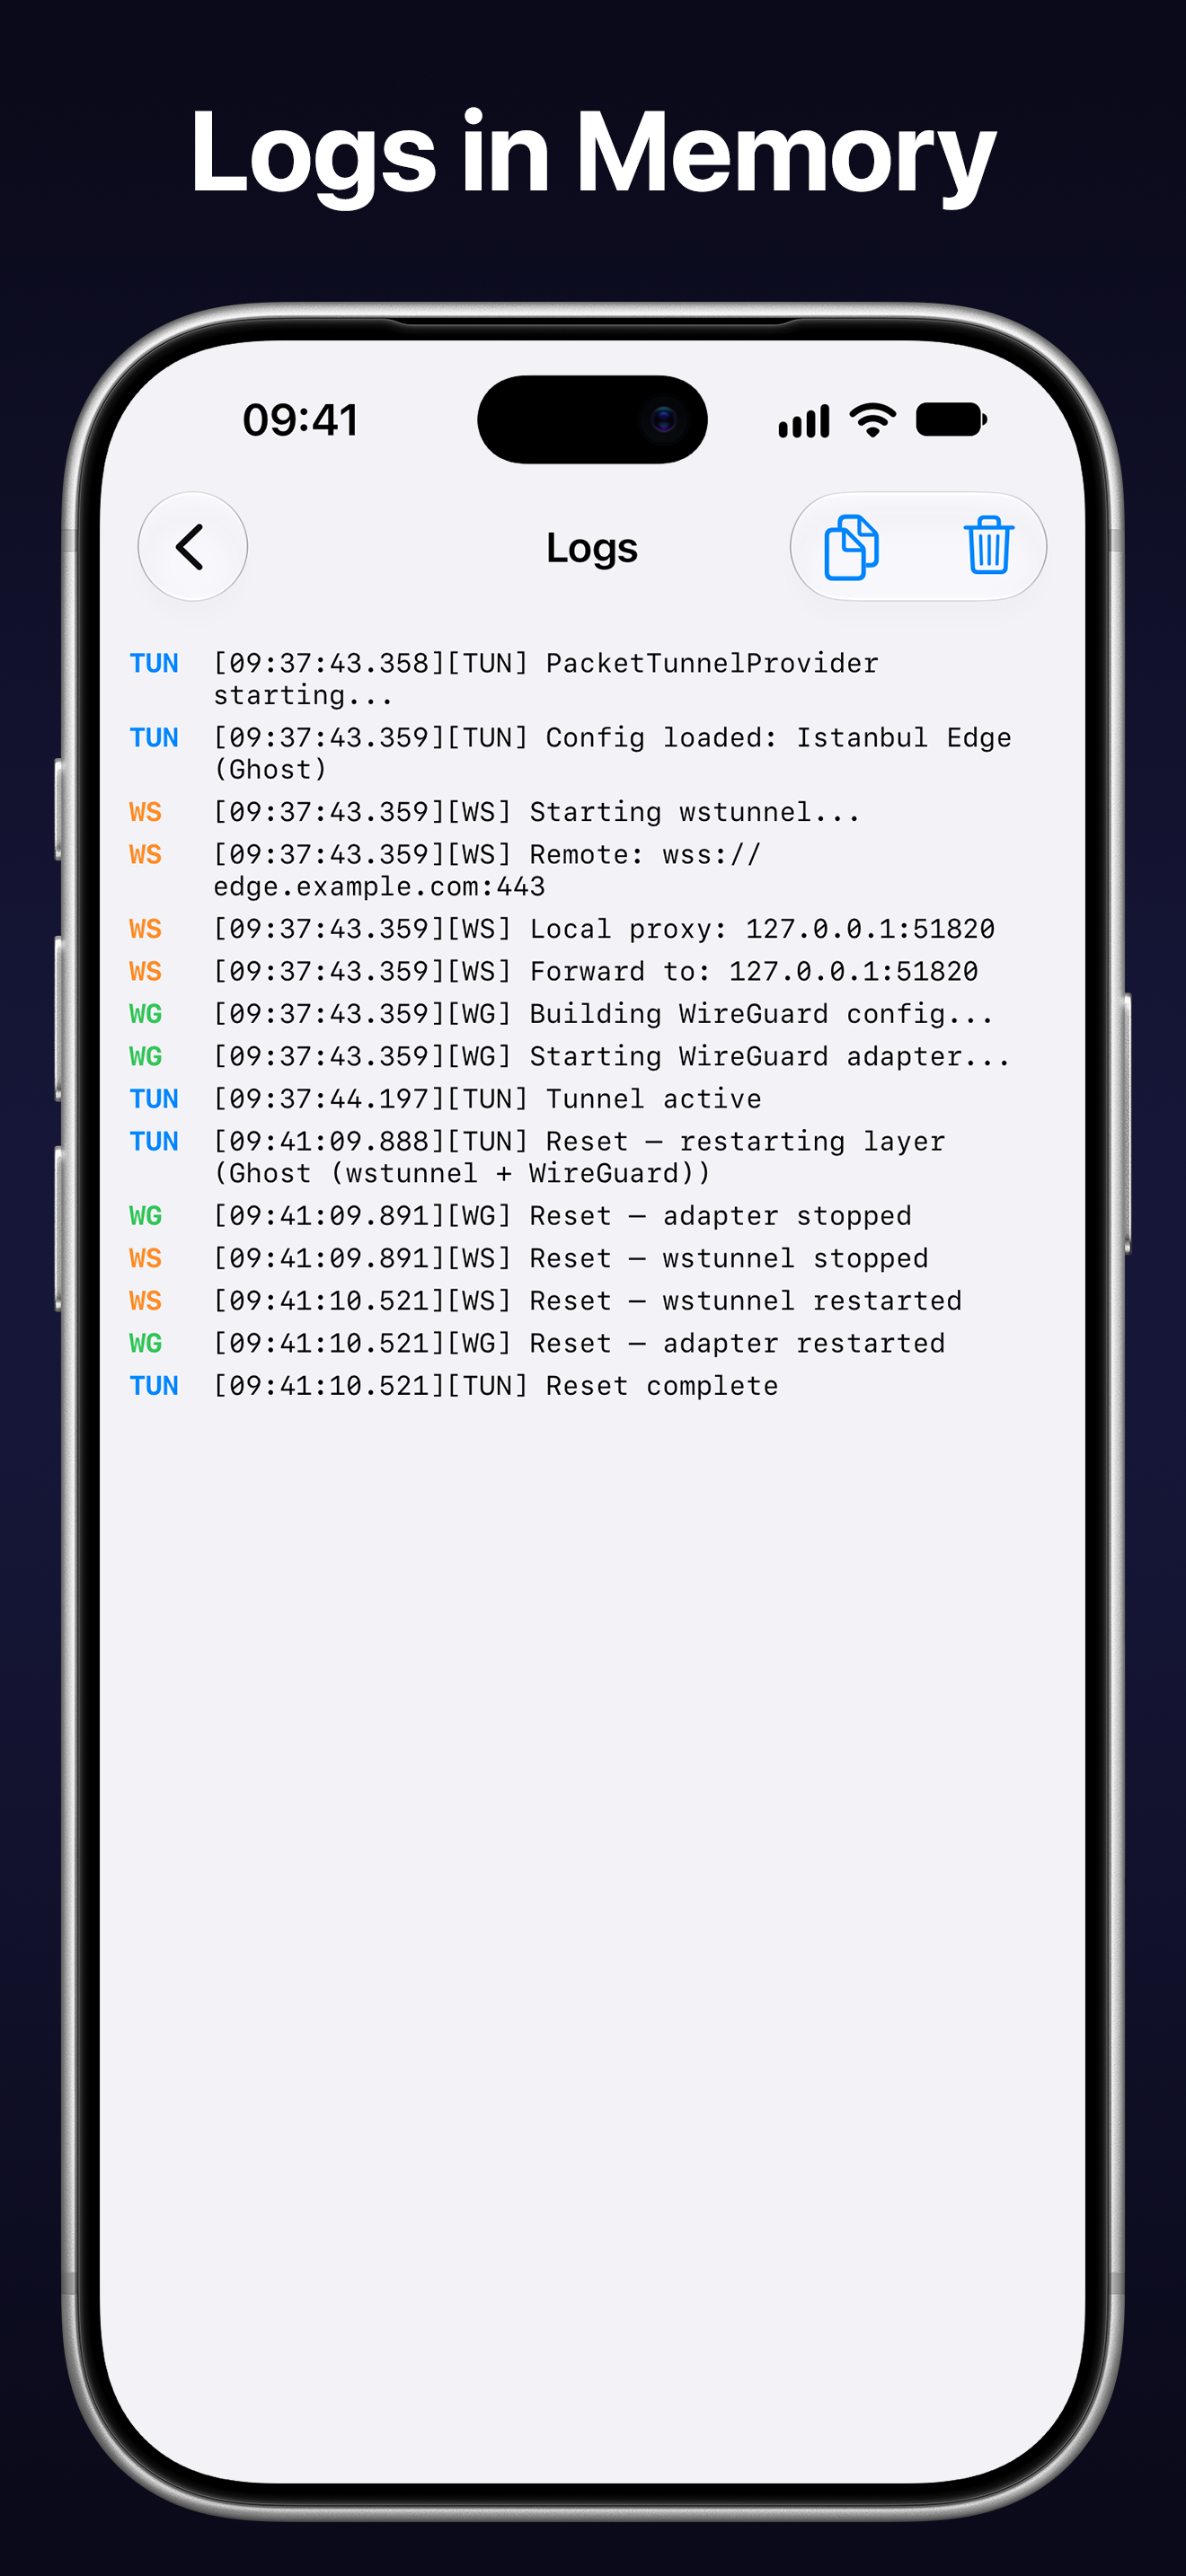 Logs in Memory
09:41
Logs
TUN [09:37:43.358][TUN] PacketTunnelProvider
starting...
TUN [09:37:43.359][TUN] Config loaded: Istanbul Edge
(Ghost)
WS [09:37:43.359][WS] Starting wstunnel...
WS [09:37:43.359][WS] Remote: wss://
edge.example.com:443
WS [09:37:43.359][WS] Local proxy: 127.0.0.1:51820
WS [09:37:43.359][WS] Forward to: 127.0.0.1:51820
WG [09:37:43.359][WG] Building WireGuard config...
WG [09:37:43.359][WG] Starting WireGuard adapter...
TUN [09:37:44.197][TUN] Tunnel active
TUN [09:41:09.888][TUN] Reset — restarting layer
(Ghost (wstunnel + WireGuard))
WG [09:41:09.891][WG] Reset — adapter stopped
WS [09:41:09.891][WS] Reset — wstunnel stopped
WS [09:41:10.521][WS] Reset — wstunnel restarted
WG [09:41:10.521][WG] Reset — adapter restarted
TUN [09:41:10.521][TUN] Reset complete